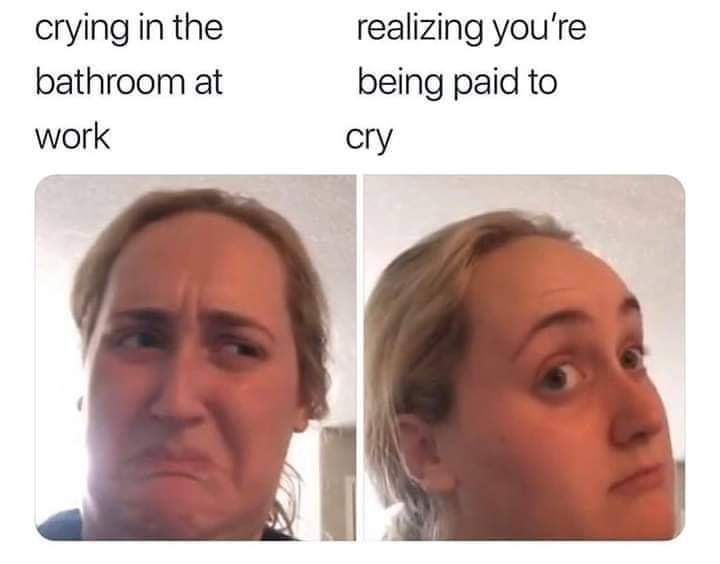 crying in the
bathroom at
work
realizing you're
being paid to
cry